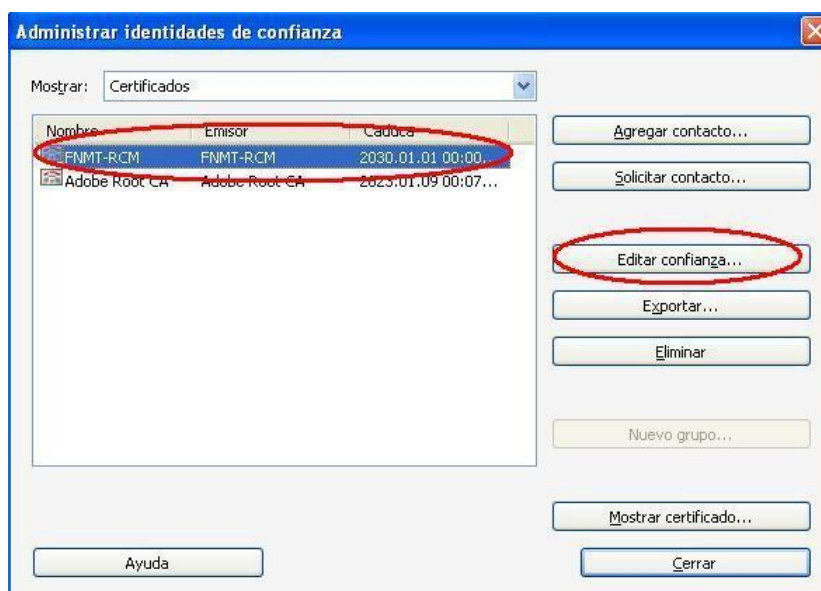 Administrar identidades de confianza
Mostrar: Certificados
Nombre Emisor Caduca
FNMT-RCM FNMT-RCM 2030.01.01 00:00...
Adobe Root CA Adobe Root CA 2023.01.09 00:07...
Agregar contacto...
Solicitar contacto...
Editar confianza...
Exportar...
Eliminar
Nuevo grupo...
Mostrar certificado...
Ayuda
Cerrar